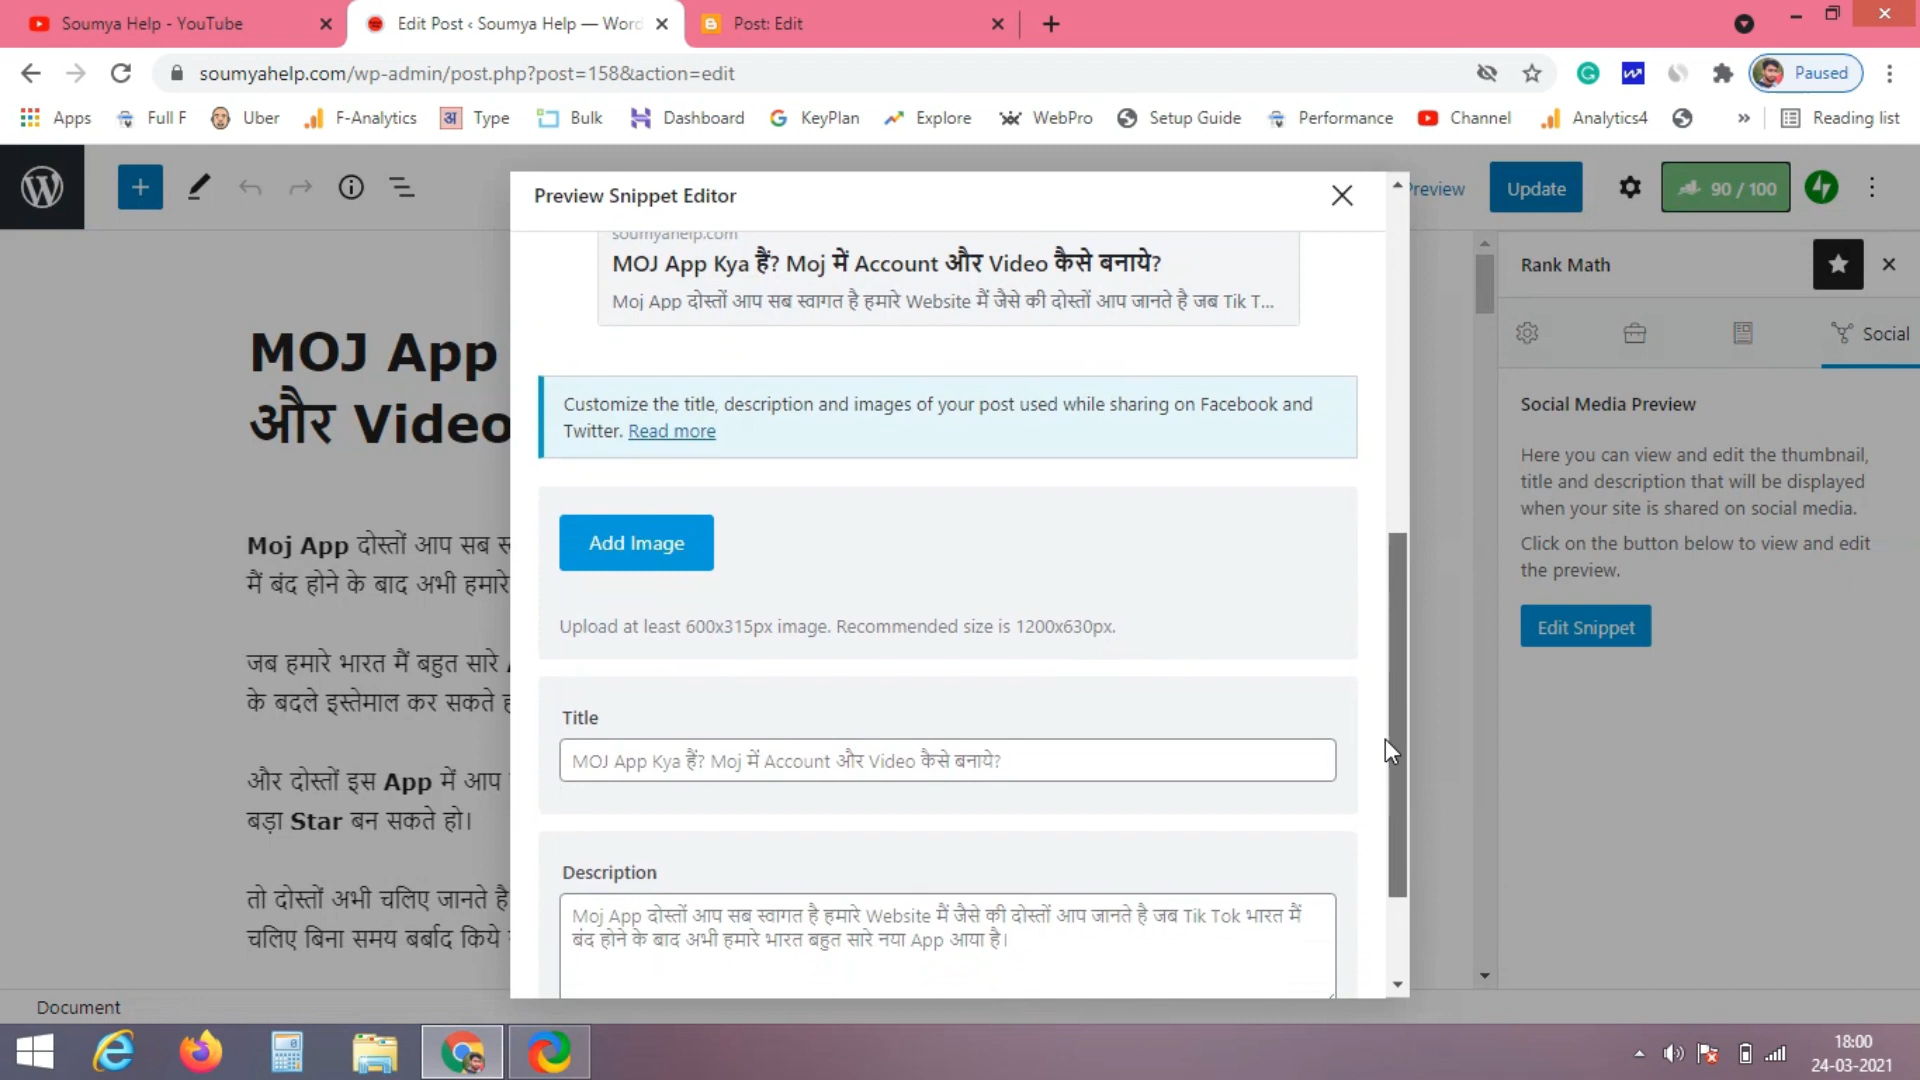 Soumya Help - YouTube
Edit Post ‹ Soumya Help — Word
Post: Edit
soumyahelp.com/wp-admin/post.php?post=158&action=edit
Paused
Apps
Full F
Uber
F-Analytics
अ
Type
Bulk
Dashboard
KeyPlan
Explore
WebPro
Setup Guide
Performance
Channel
Analytics4
»
Reading list
Preview Snippet Editor
Preview
Update
90 / 100
soumyahelp.com
MOJ App Kya हैं? Moj में Account और Video कैसे बनाये?
Moj App दोस्तों आप सब स्वागत है हमारे Website मैं जैसे की दोस्तों आप जानते है जब Tik T...
Rank Math
Social
MOJ App
और Video
Customize the title, description and images of your post used while sharing on Facebook and
Twitter. Read more
Social Media Preview
Here you can view and edit the thumbnail,
title and description that will be displayed
when your site is shared on social media.
Click on the button below to view and edit
the preview.
Edit Snippet
Moj App दोस्तों आप सब
मैं बंद होने के बाद अभी हमारे
Add Image
Upload at least 600x315px image. Recommended size is 1200x630px.
जब हमारे भारत मैं बहुत सारे
के बदले इस्तेमाल कर सकते
Title
MOJ App Kya हैं? Moj में Account और Video कैसे बनाये?
और दोस्तों इस App में आप
बड़ा Star बन सकते हो।
Description
Moj App दोस्तों आप सब स्वागत है हमारे Website मैं जैसे की दोस्तों आप जानते है जब Tik Tok भारत मैं
बंद होने के बाद अभी हमारे भारत बहुत सारे नया App आया है।
तो दोस्तों अभी चलिए जानते है
चलिए बिना समय बर्बाद किये
Document
18:00
24-03-2021